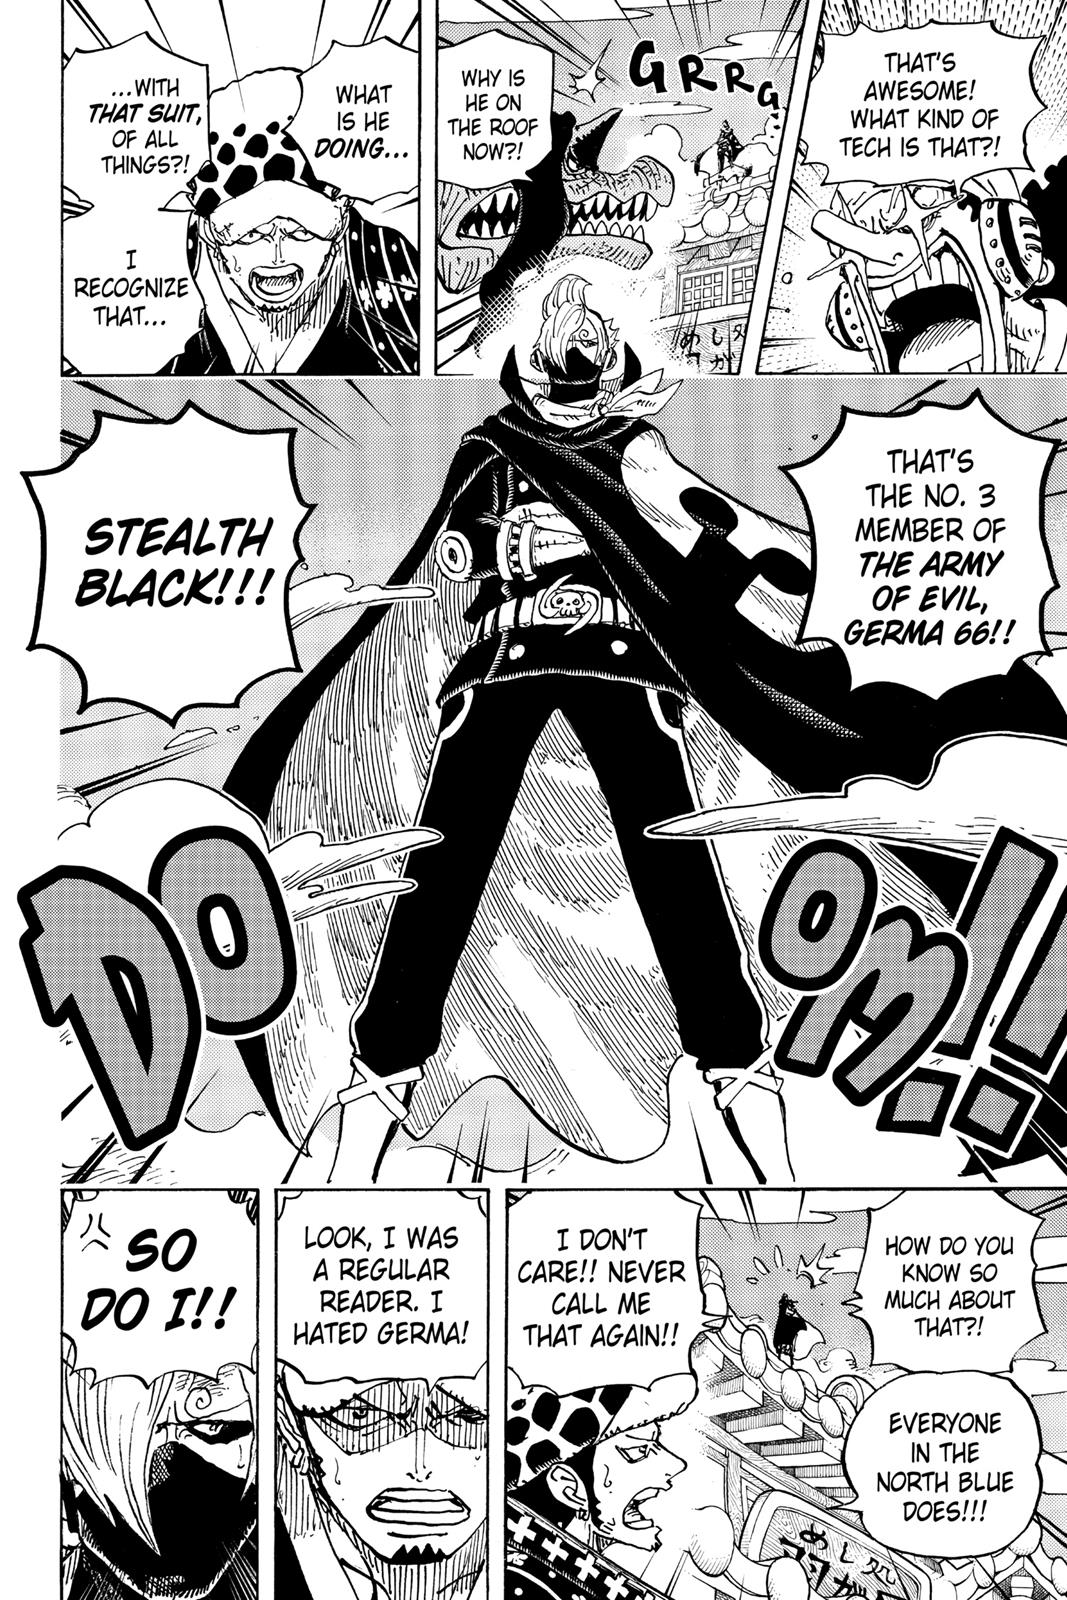 THAT'S
AWESOME!
WHAT KIND OF
TECH IS THAT?!
GRRG
WHY IS
HE ON
THE ROOF
NOW?!
WHAT
IS HE
DOING...
...WITH
THAT SUIT,
OF ALL
THINGS?!
I
RECOGNIZE
THAT...
THAT'S
THE NO. 3
MEMBER OF
THE ARMY
OF EVIL,
GERMA 66!!
STEALTH
BLACK!!!
DOOM!!
HOW DO YOU
KNOW SO
MUCH ABOUT
THAT?!
EVERYONE
IN THE
NORTH BLUE
DOES!!!
I DON'T
CARE!! NEVER
CALL ME
THAT AGAIN!!
LOOK, I WAS
A REGULAR
READER. I
HATED GERMA!
SO
DO I!!